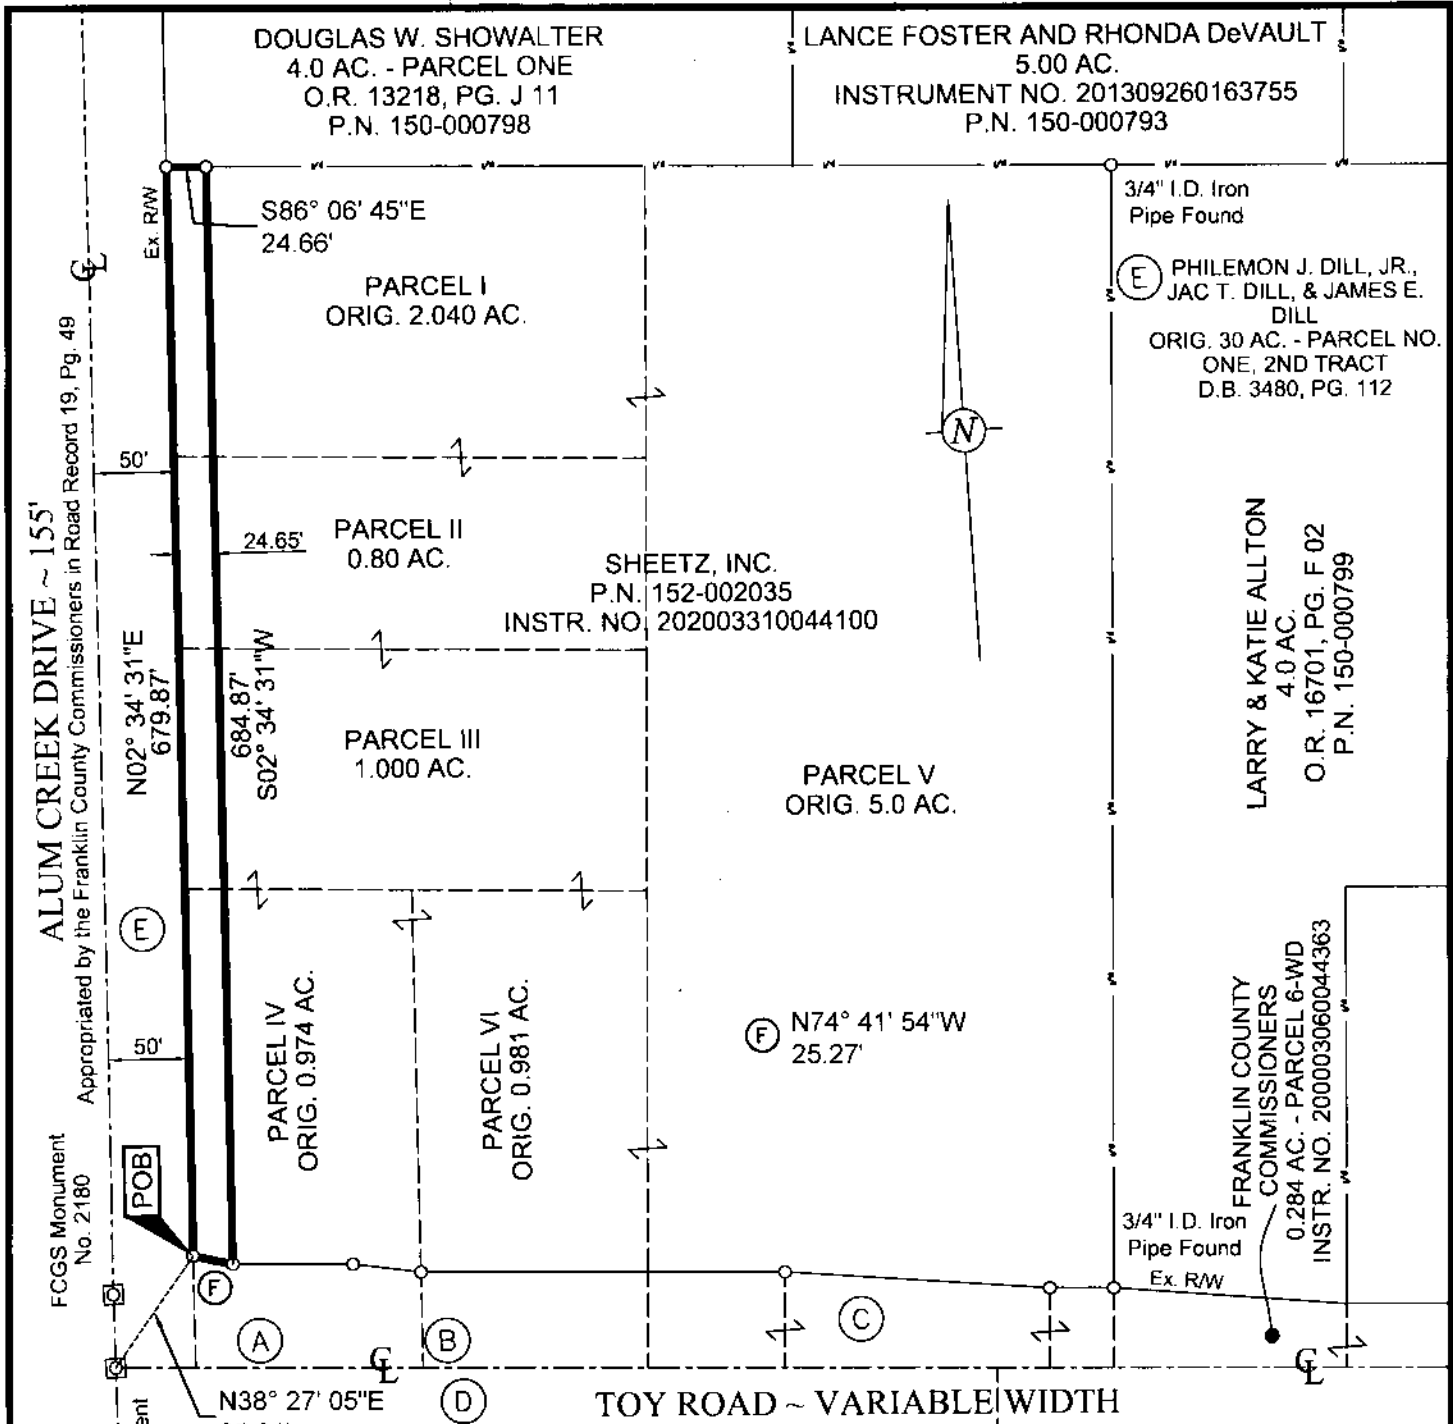 DOUGLAS W. SHOWALTER
4.0 AC. - PARCEL ONE
O.R. 13218, PG. J 11
P.N. 150-000798
LANCE FOSTER AND RHONDA DeVAULT
5.00 AC.
INSTRUMENT NO. 201309260163755
P.N. 150-000793
Ex. R/W
S86° 06' 45"E
24.66'
3/4" I.D. Iron
Pipe Found
E
PHILEMON J. DILL, JR.,
JAC T. DILL, & JAMES E.
DILL
ORIG. 30 AC. - PARCEL NO.
ONE, 2ND TRACT
D.B. 3480, PG. 112
CL
PARCEL I
ORIG. 2.040 AC.
N
50'
24.65'
PARCEL II
0.80 AC.
SHEETZ, INC.
P.N. 152-002035
INSTR. NO. 202003310044100
LARRY & KATIE ALLTON
4.0 AC.
O.R. 16701, PG. F 02
P.N. 150-000799
ALUM CREEK DRIVE ~ 155'
Appropriated by the Franklin County Commissioners in Road Record 19, Pg. 49
N02° 34' 31"E
679.87'
684.87'
S02° 34' 31"W
PARCEL III
1.000 AC.
PARCEL V
ORIG. 5.0 AC.
E
50'
PARCEL IV
ORIG. 0.974 AC.
PARCEL VI
ORIG. 0.981 AC.
F
N74° 41' 54"W
25.27'
FRANKLIN COUNTY
COMMISSIONERS
0.284 AC. - PARCEL 6-WD
INSTR. NO. 200003060044363
FCGS Monument
No. 2180
POB
3/4" I.D. Iron
Pipe Found
Ex. R/W
F
A
B
C
CL
CL
N38° 27' 05"E
D
TOY ROAD ~ VARIABLE WIDTH